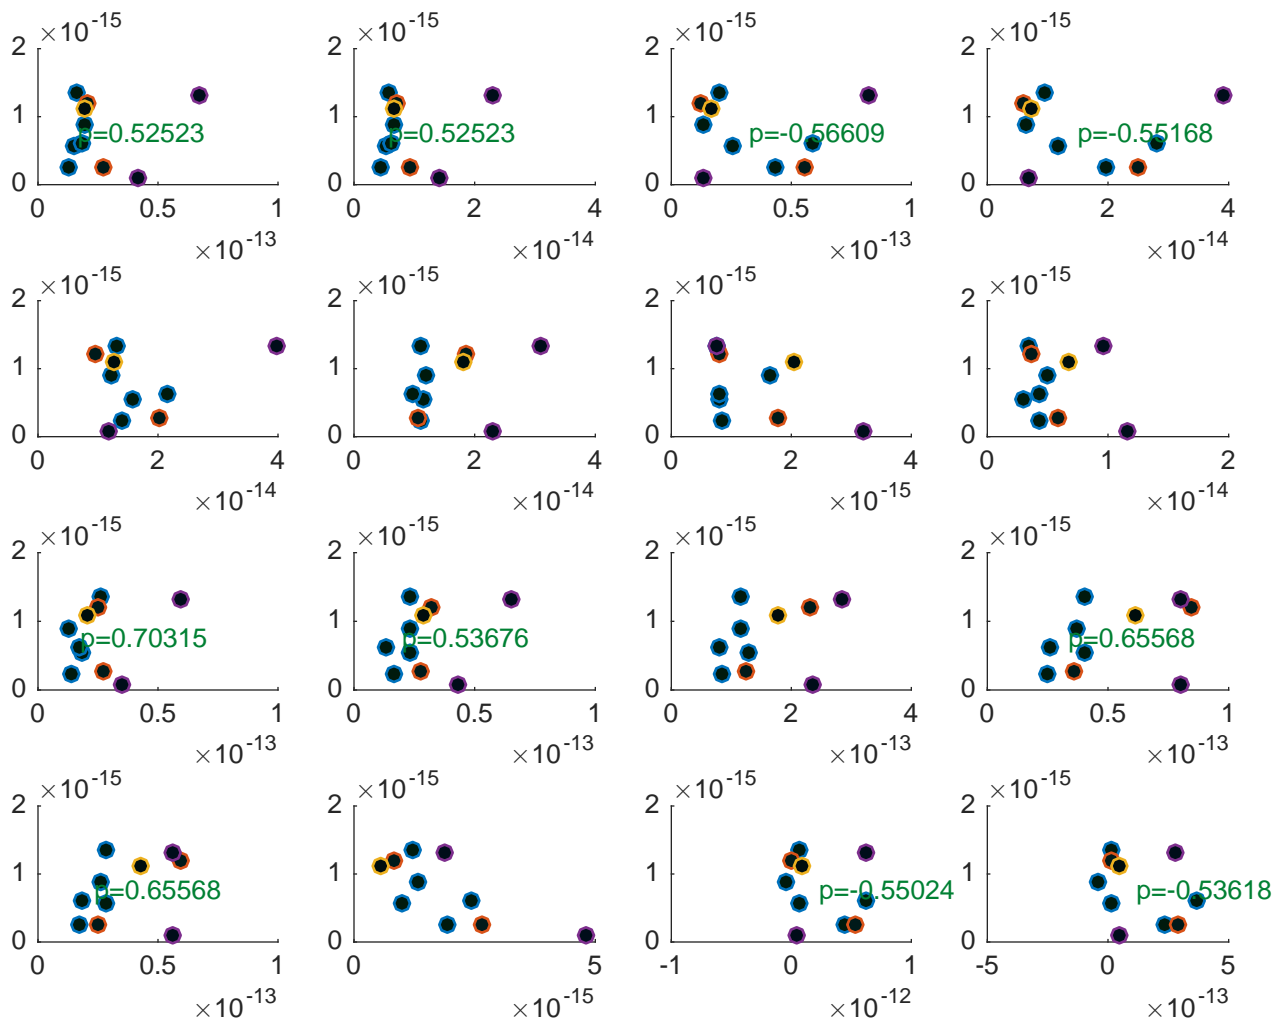 ×10-15 ×10-15 ×10-15 ×10-15
2 2 2 2
1 1 1 1
p=0.52523 p=0.52523 p=-0.56609 p=-0.55168
0 0 0 0
0 0.5 1 0 2 4 0 0.5 1 0 2 4
×10-13 ×10-14 ×10-13 ×10-14
×10-15 ×10-15 ×10-15 ×10-15
2 2 2 2
1 1 1 1
0 0 0 0
0 2 4 0 2 4 0 2 4 0 1 2
×10-14 ×10-14 ×10-15 ×10-14
×10-15 ×10-15 ×10-15 ×10-15
2 2 2 2
1 1 1 1
p=0.70315 p=0.53676 p=0.65568
0 0 0 0
0 0.5 1 0 0.5 1 0 2 4 0 0.5 1
×10-13 ×10-13 ×10-13 ×10-13
×10-15 ×10-15 ×10-15 ×10-15
2 2 2 2
1 1 1 1
p=0.65568 p=-0.55024 p=-0.53618
0 0 0 0
0 0.5 1 0 5 -1 0 1 -5 0 5
×10-13 ×10-15 ×10-12 ×10-13